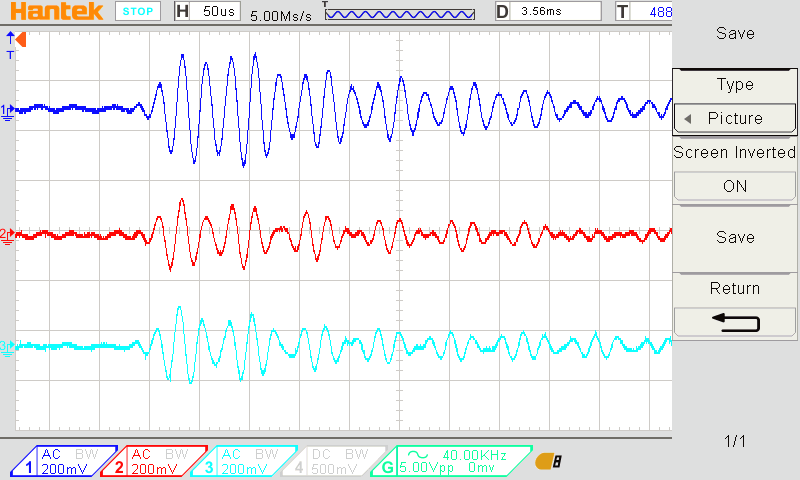 Hantek STOP H 50us 5.00Ms/s T D 3.56ms T 488
Save
T
Type
1
Picture
Screen Inverted
ON
2
Save
Return
3
1/1
1 AC BW 200mV
2 AC BW 200mV
3 AC BW 200mV
4 DC BW 500mV
G 40.00KHz 5.00Vpp 0mv
B